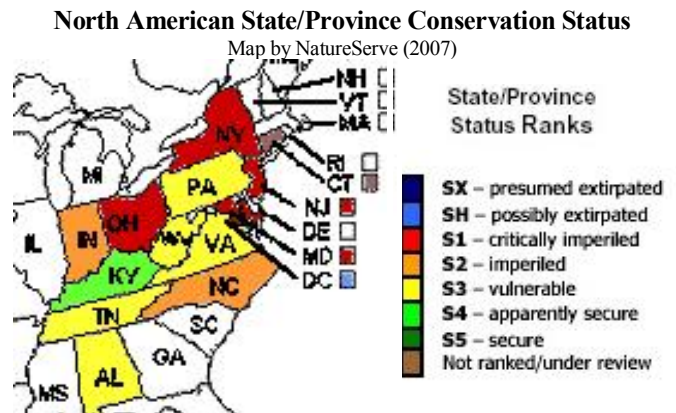 North American State/Province Conservation Status
Map by NatureServe (2007)
NH
VT
MA
RI
CT
NJ
DE
MD
DC
NY
MI
PA
OH
IN
IL
WV
VA
KY
NC
TN
SC
GA
AL
MS
State/Province
Status Ranks
SX – presumed extirpated
SH – possibly extirpated
S1 – critically imperiled
S2 – imperiled
S3 – vulnerable
S4 – apparently secure
S5 – secure
Not ranked/under review